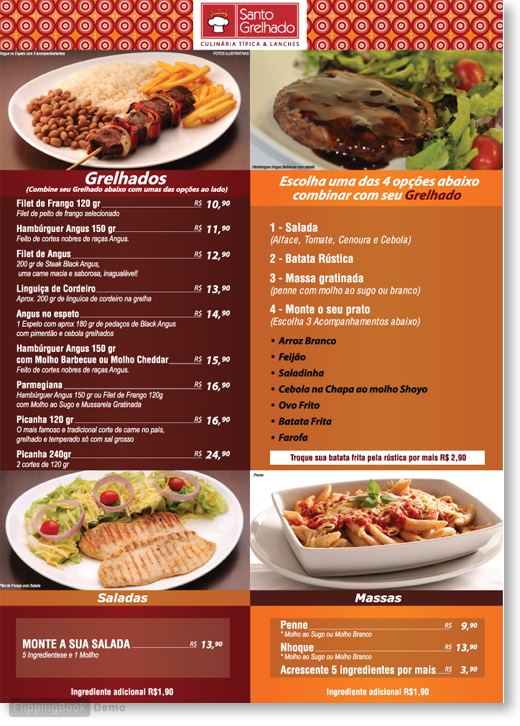 Santo
Grelhado
CULINÁRIA TÍPICA & LANCHES
Angus no Espeto com 3 acompanhamentos
FOTOS ILUSTRATIVAS
Hambúrguer Angus Barbecue com salada
Grelhados
(Combine seu Grelhado abaixo com umas das opções ao lado)
Filet de Frango 120 gr R$ 10,90
Filet de peito de frango selecionado
Hambúrguer Angus 150 gr R$ 11,90
Feito de cortes nobres de raças Angus.
Filet de Angus R$ 12,90
200 gr de Steak Black Angus,
uma carne macia e saborosa, inagualável!
Linguiça de Cordeiro R$ 13,90
Aprox. 200 gr de linguíca de cordeiro na grelha
Angus no espeto R$ 14,90
1 Espeto com aprox 180 gr de pedaços de Black Angus
com pimentão e cebola grelhados
Hambúrguer Angus 150 gr
com Molho Barbecue ou Molho Cheddar R$ 15,90
Feito de cortes nobres de raças Angus.
Parmegiana R$ 16,90
Hambúrguer Angus 150 gr ou Filet de Frango 120g
com Molho ao Sugo e Mussarela Gratinada
Picanha 120 gr R$ 16,90
O mais famoso e tradicional corte de carne no país,
grelhado e temperado só com sal grosso
Picanha 240gr R$ 24,90
2 cortes de 120 gr
Escolha uma das 4 opções abaixo
combinar com seu Grelhado
1 - Salada
(Alface, Tomate, Cenoura e Cebola)
2 - Batata Rústica
3 - Massa gratinada
(penne com molho ao sugo ou branco)
4 - Monte o seu prato
(Escolha 3 Acompanhamentos abaixo)
• Arroz Branco
• Feijão
• Saladinha
• Cebola na Chapa ao molho Shoyo
• Ovo Frito
• Batata Frita
• Farofa
Troque sua batata frita pela rústica por mais R$ 2,90
Filet de Frango com Salada
Penne
Saladas
MONTE A SUA SALADA R$ 13,90
5 Ingredientese e 1 Mollho
Ingrediente adicional R$1,90
Massas
Penne R$ 9,90
* Molho ao Sugo ou Molho Branco
Nhoque R$ 13,90
* Molho ao Sugo ou Molho Branco
Acrescente 5 ingredientes por mais R$ 3,90
Ingrediente adicional R$1,90
FlippingBook Demo